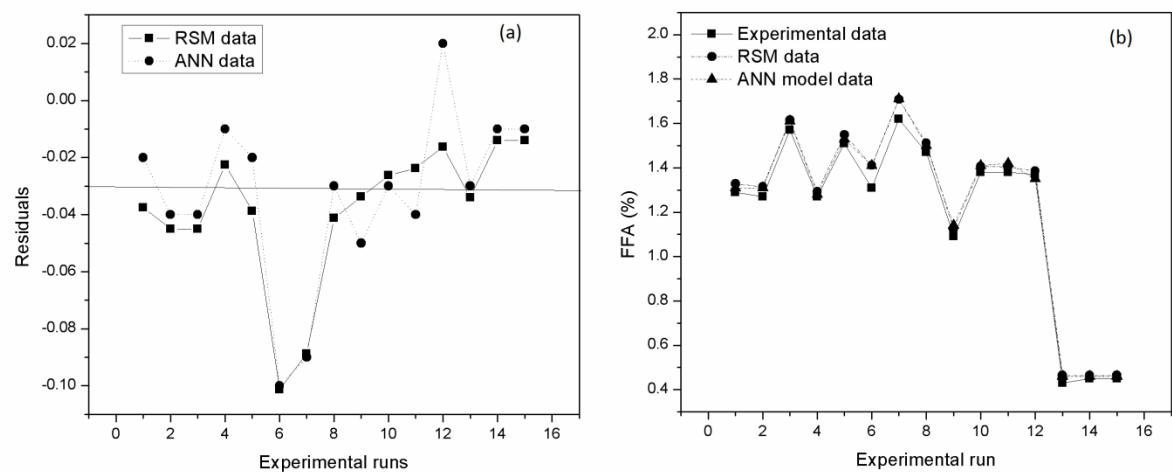 (a)
RSM data
ANN data
0.02
0.00
-0.02
-0.04
-0.06
-0.08
-0.10
Residuals
0 2 4 6 8 10 12 14 16
Experimental runs
(b)
Experimental data
RSM data
ANN model data
2.0
1.8
1.6
1.4
1.2
1.0
0.8
0.6
0.4
FFA (%)
0 2 4 6 8 10 12 14 16
Experimental run